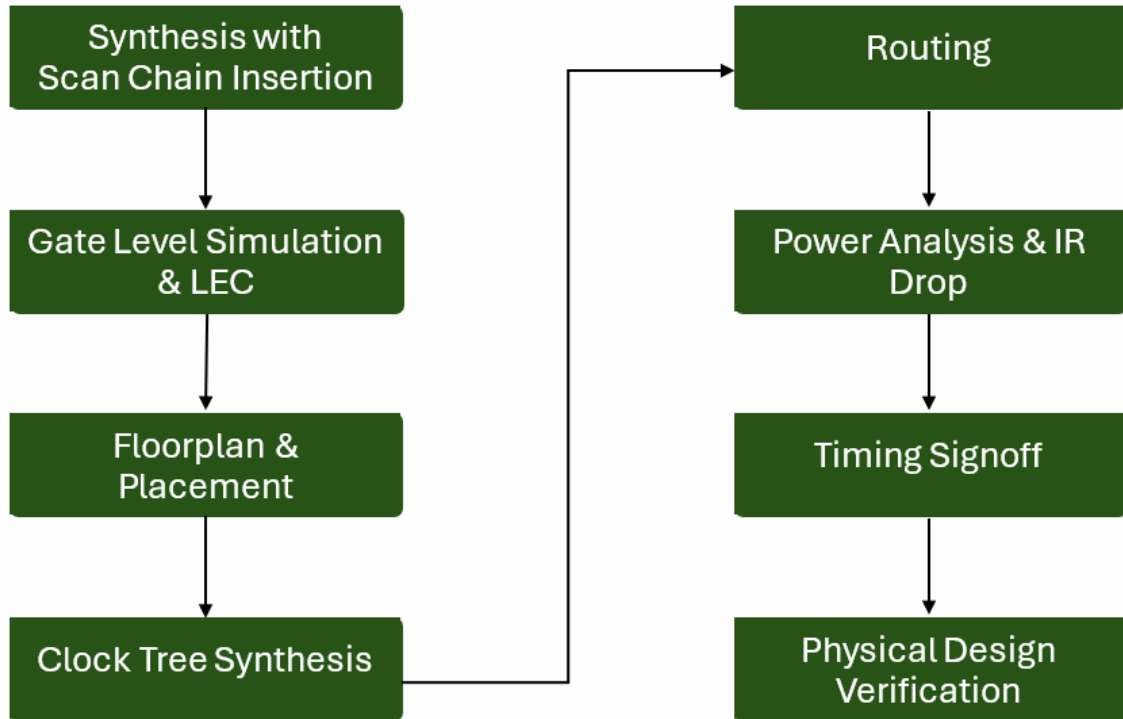 Synthesis with
Scan Chain Insertion
Gate Level Simulation
& LEC
Floorplan &
Placement
Clock Tree Synthesis
Routing
Power Analysis & IR
Drop
Timing Signoff
Physical Design
Verification